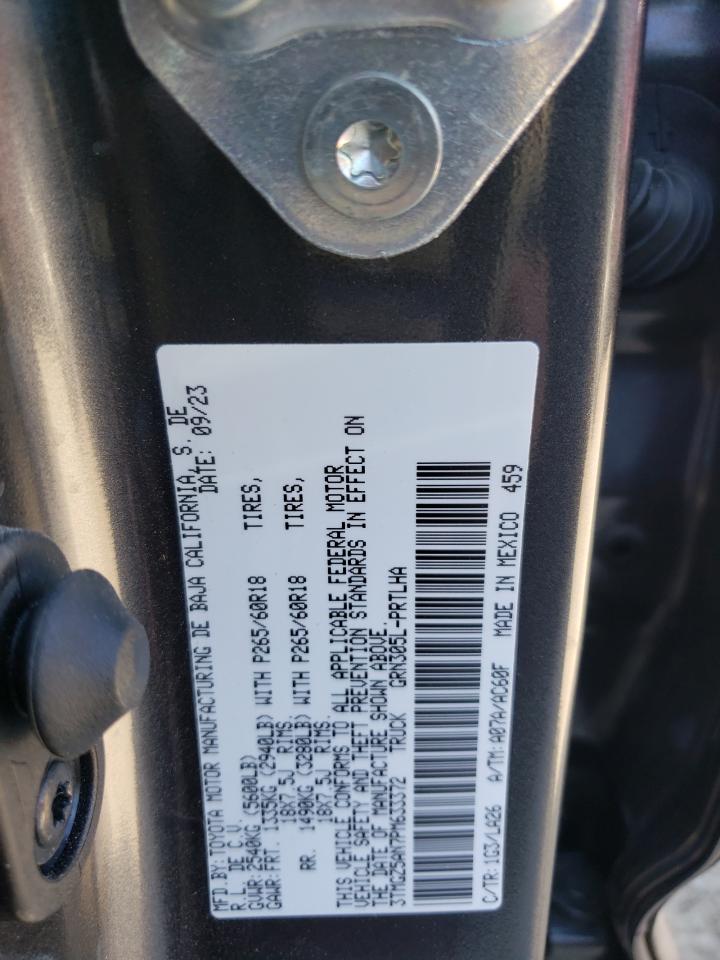 MFD. BY: TOYOTA MOTOR MANUFACTURING DE BAJA CALIFORNIA, S. DE
R. DE C.V. DATE: 09/23
GVWR: 2540KG (5600LB)
GAWR: FRT. 1335KG (2940LB) WITH P265/60R18 TIRES,
18X7.5J RIMS.
RR. 1490KG (3280LB) WITH P265/60R18 TIRES,
18X7.5J RIMS.
THIS VEHICLE CONFORMS TO ALL APPLICABLE FEDERAL MOTOR
VEHICLE SAFETY AND THEFT PREVENTION STANDARDS IN EFFECT ON
THE DATE OF MANUFACTURE SHOWN ABOVE.
3TMGZ5AN7PM633372 TRUCK GRN305L-PRTLHA
C/TR: 1G3/LA26 A/TM: A07A/AC60F MADE IN MEXICO 459